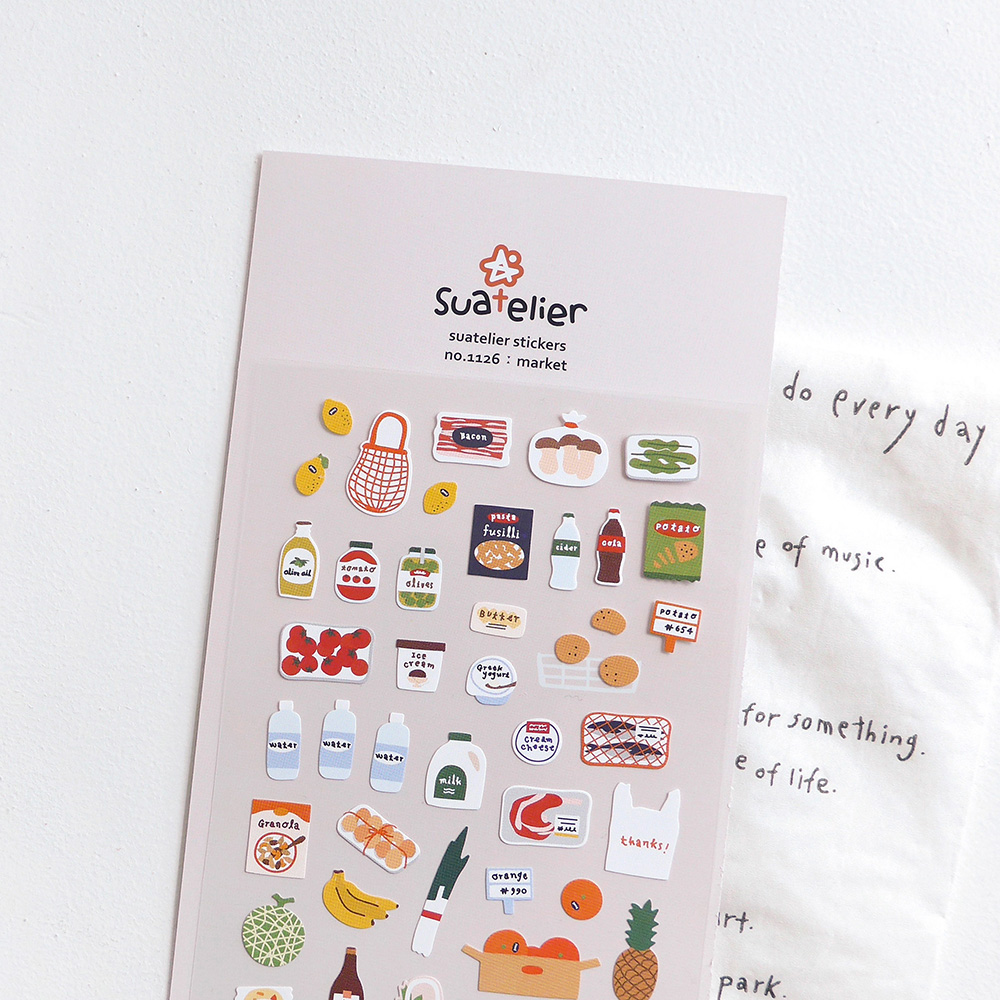 suatelier
suatelier stickers
no.1126 : market
do every day
Bacon
pasta
fusilli
cider
cola
potato
e of music.
olive oil
tomato
olives
Butter
potato
#654
Ice
cream
Greek
yogurt
water
water
water
cream
cheese
for something.
milk
e of life.
Granola
thanks!
orange
#990
rt.
park.